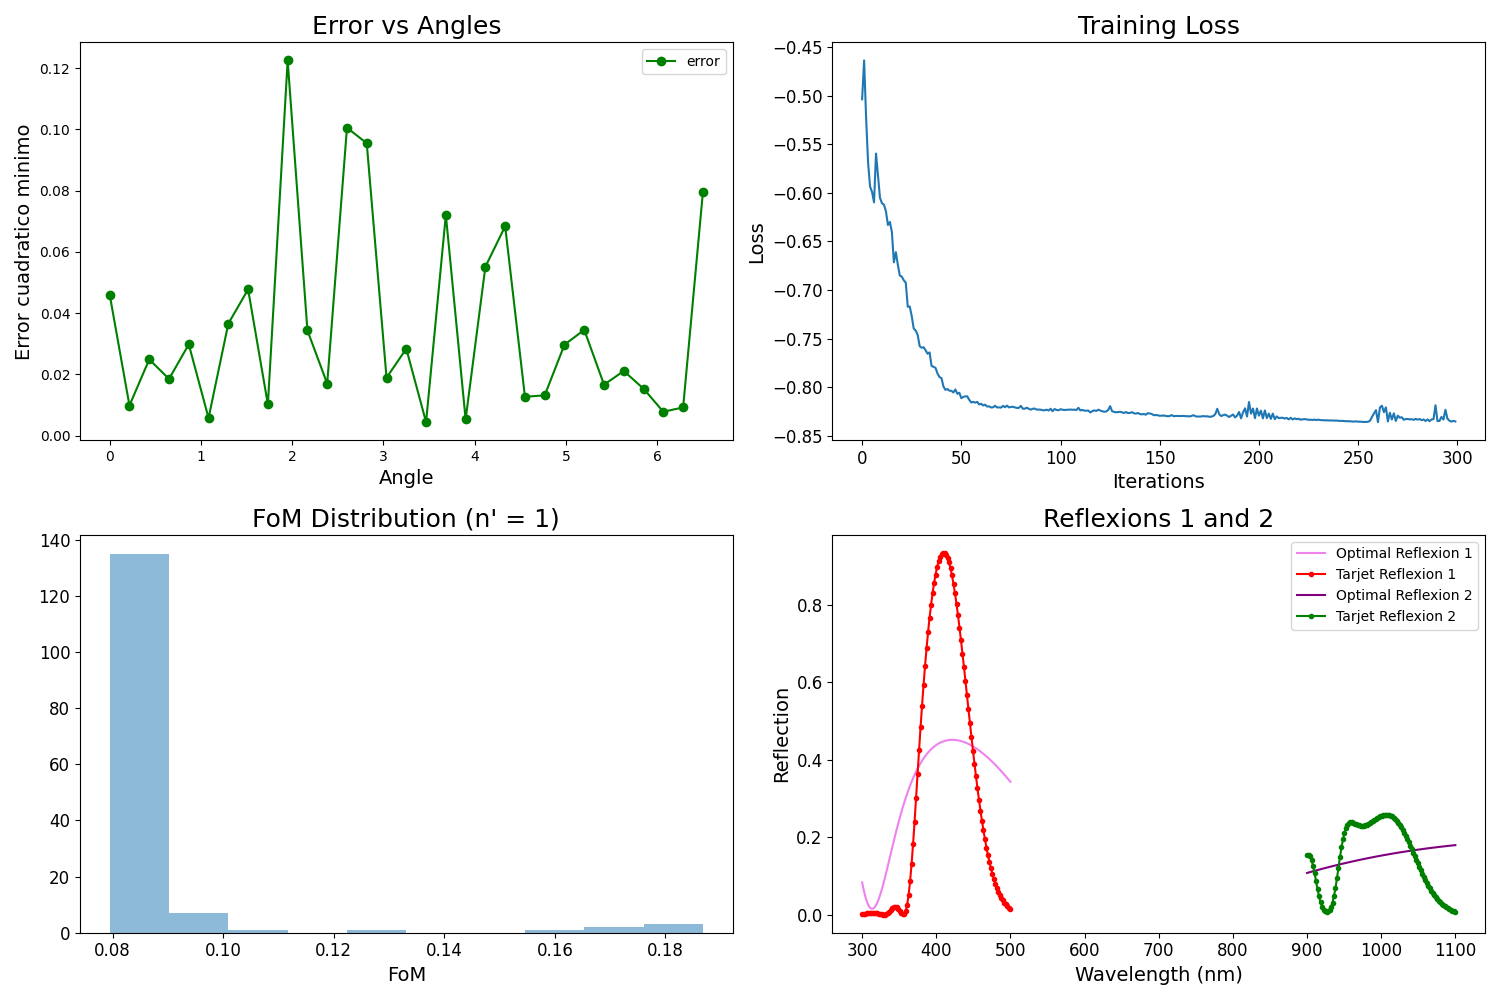 Error vs Angles
error
0.12
0.10
0.08
0.06
0.04
0.02
0.00
Error cuadratico minimo
0 1 2 3 4 5 6
Angle
Training Loss
−0.45
−0.50
−0.55
−0.60
−0.65
−0.70
−0.75
−0.80
−0.85
Loss
0 50 100 150 200 250 300
Iterations
FoM Distribution (n' = 1)
140
120
100
80
60
40
20
0
0.08 0.10 0.12 0.14 0.16 0.18
FoM
Reflexions 1 and 2
Optimal Reflexion 1
Tarjet Reflexion 1
Optimal Reflexion 2
Tarjet Reflexion 2
0.8
0.6
0.4
0.2
0.0
Reflection
300 400 500 600 700 800 900 1000 1100
Wavelength (nm)